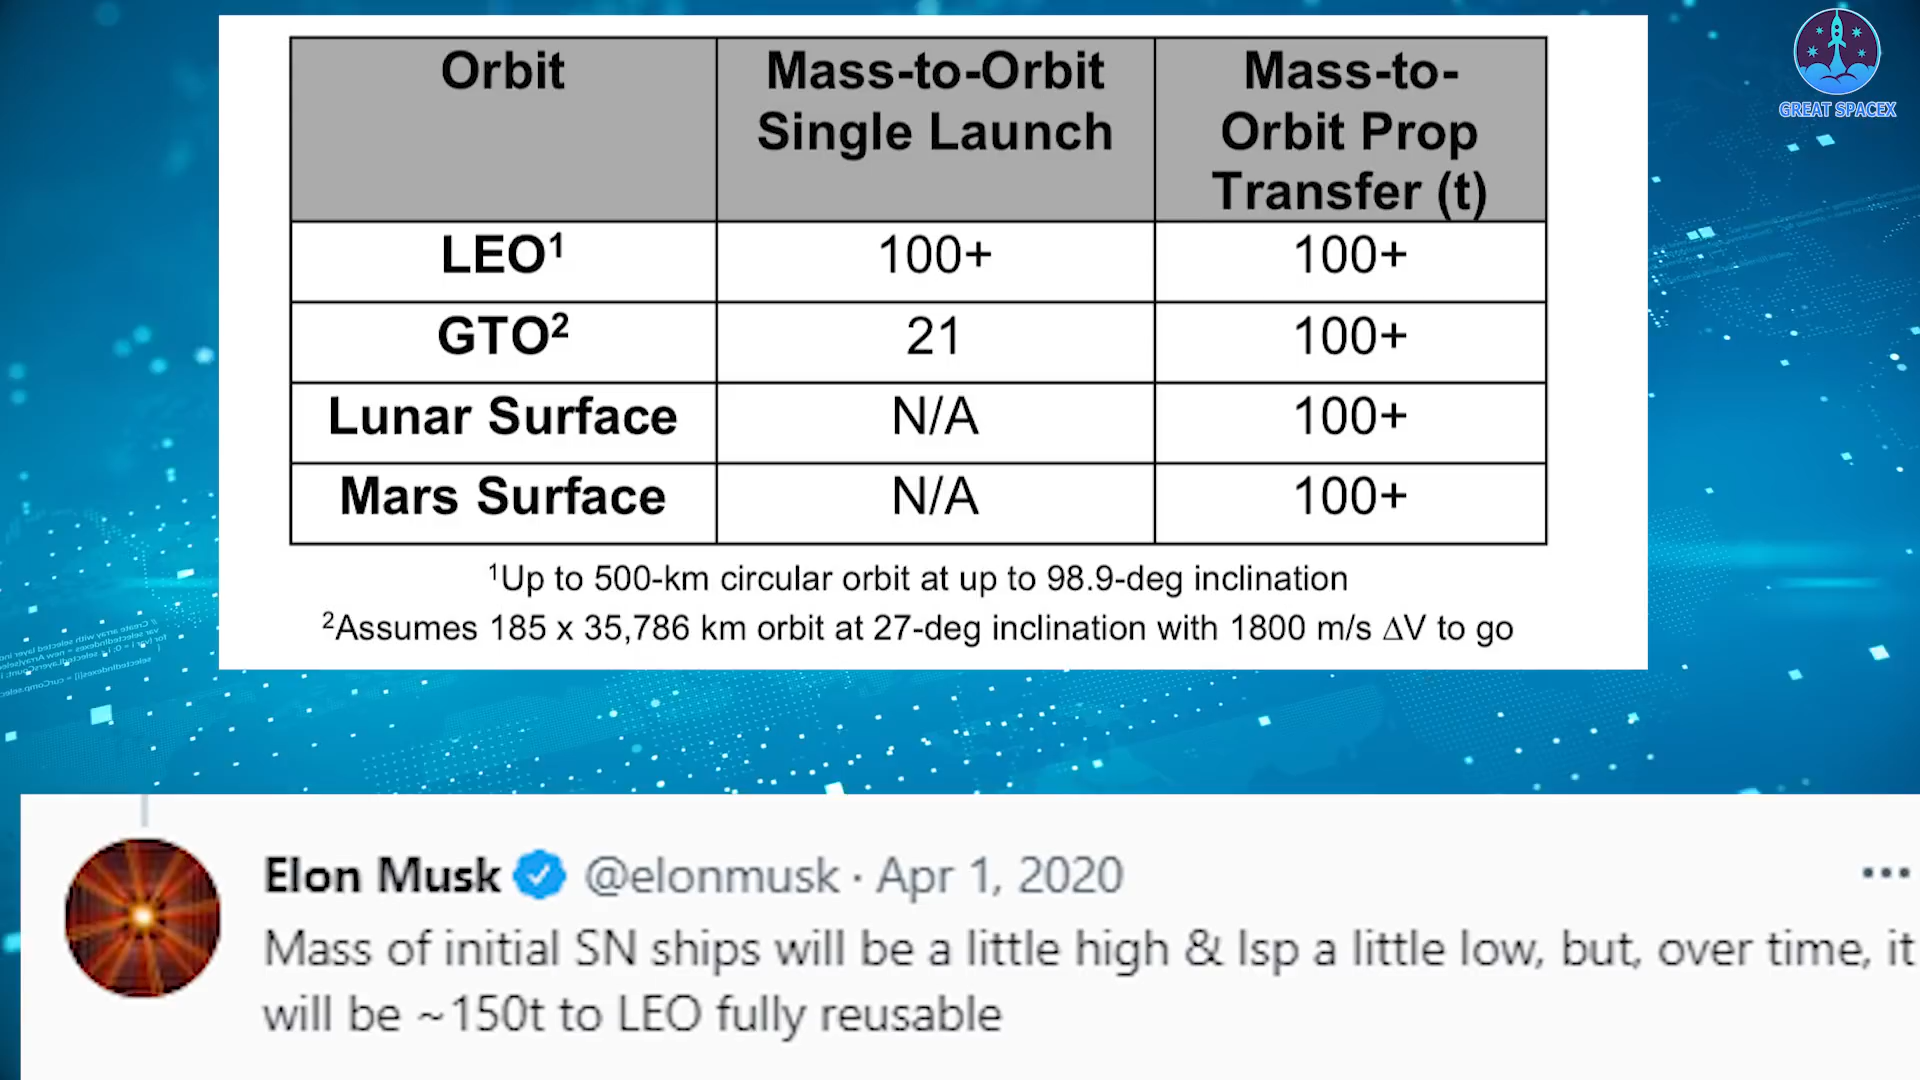 GREAT SPACEX
Orbit
Mass-to-Orbit
Single Launch
Mass-to-
Orbit Prop
Transfer (t)
LEO¹ 100+ 100+
GTO² 21 100+
Lunar Surface N/A 100+
Mars Surface N/A 100+
¹Up to 500-km circular orbit at up to 98.9-deg inclination
²Assumes 185 x 35,786 km orbit at 27-deg inclination with 1800 m/s ΔV to go
Elon Musk @elonmusk · Apr 1, 2020
Mass of initial SN ships will be a little high & Isp a little low, but, over time, it
will be ~150t to LEO fully reusable